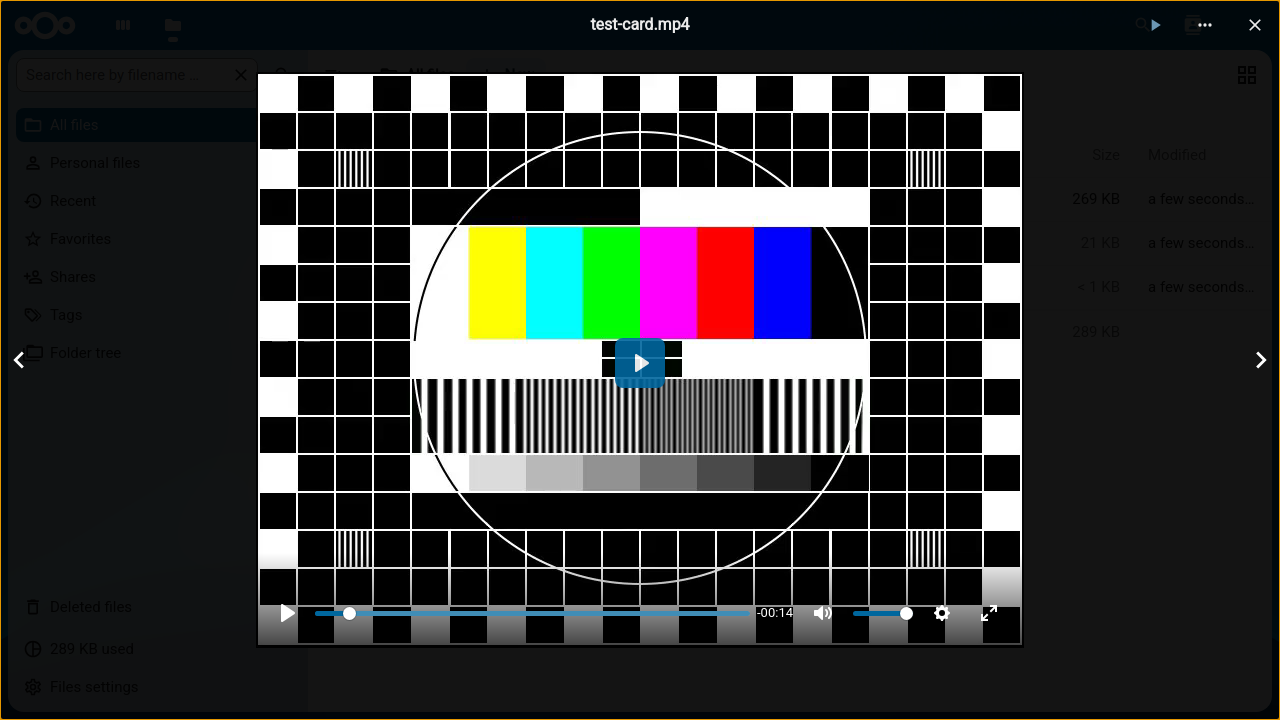 test-card.mp4
Search here by filename ...
All files
Personal files
Recent
Favorites
Shares
Tags
Folder tree
Size
Modified
269 KB
a few seconds...
21 KB
a few seconds...
< 1 KB
a few seconds...
289 KB
-00:14
Deleted files
289 KB used
Files settings